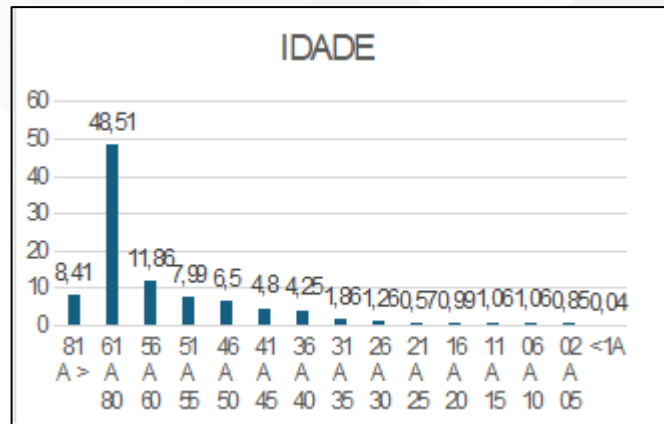 IDADE
60
50
40
30
20
10
0
8,41
48,51
11,86
7,99
6,5
4,8
4,25
1,86
1,26
0,57
0,99
1,06
1,06
0,85
0,04
81 A >
61 A 80
56 A 60
51 A 55
46 A 50
41 A 45
36 A 40
31 A 35
26 A 30
21 A 25
16 A 20
11 A 15
06 A 10
02 A 05
<1A